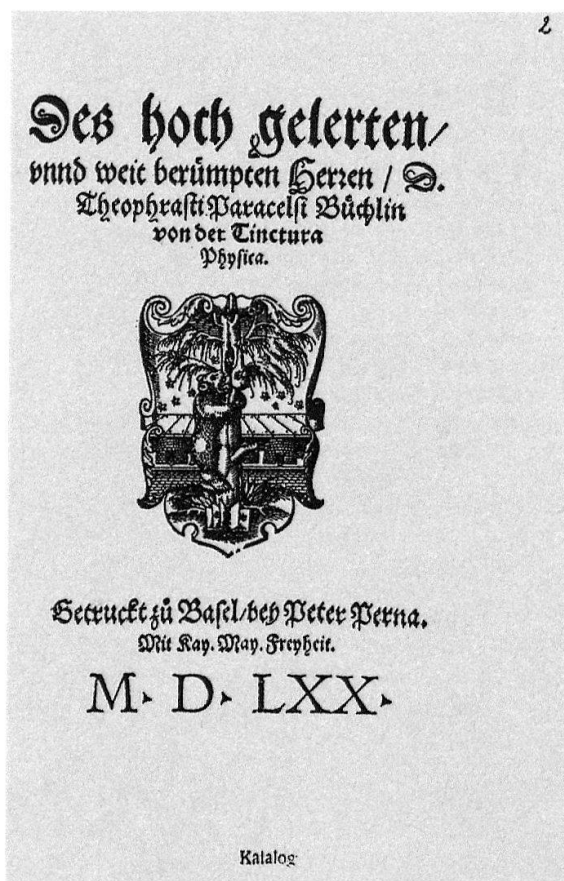 2
Des hoch gelerten/
vnnd weit berümpten Herren / D.
Theophrasti Paracelsi Büchlin
von der Tinctura
Physica.
Getruckt zů Basel/bey Peter Perna.
Mit Kay. May. Freyheit.
M. D. LXX.
Katalog